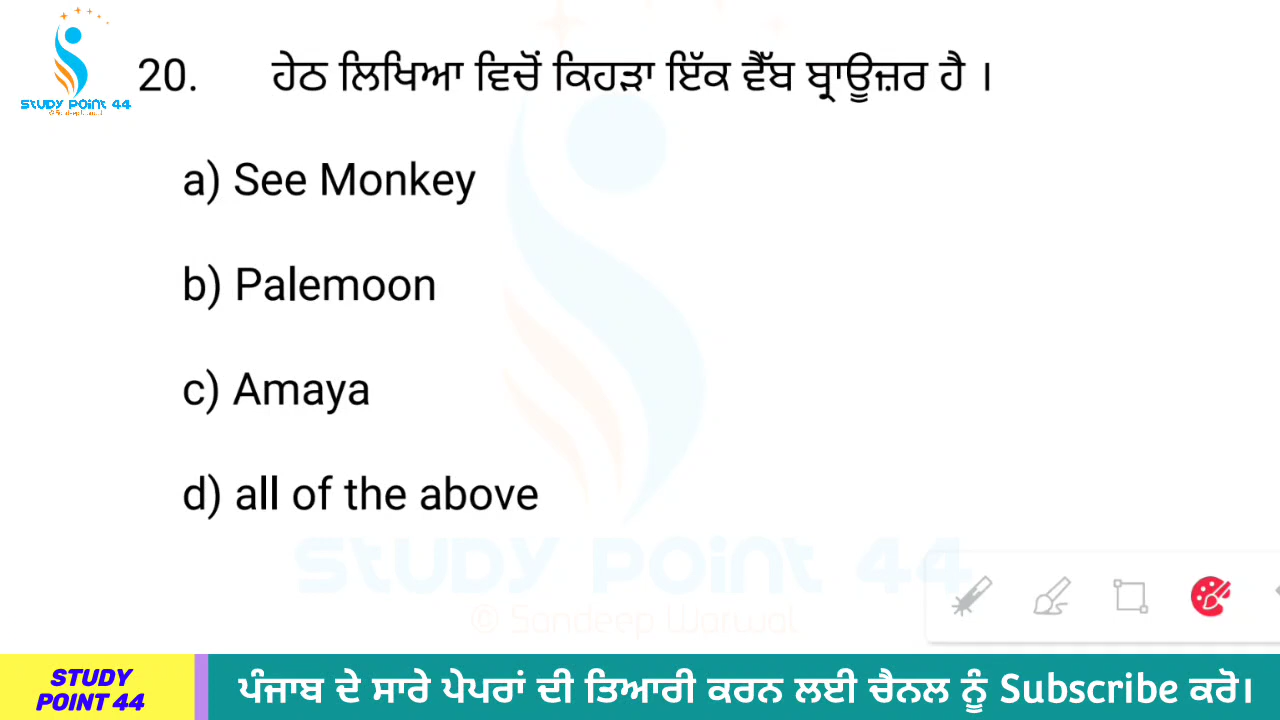 STUDY POINT 44
20. ਹੇਠ ਲਿਖਿਆ ਵਿਚੋਂ ਕਿਹੜਾ ਇੱਕ ਵੈੱਬ ਬ੍ਰਾਊਜ਼ਰ ਹੈ ।
a) See Monkey
b) Palemoon
c) Amaya
d) all of the above
STUDY POINT 44
© Sandeep Warwal
STUDY
POINT 44
ਪੰਜਾਬ ਦੇ ਸਾਰੇ ਪੇਪਰਾਂ ਦੀ ਤਿਆਰੀ ਕਰਨ ਲਈ ਚੈਨਲ ਨੂੰ Subscribe ਕਰੋ।